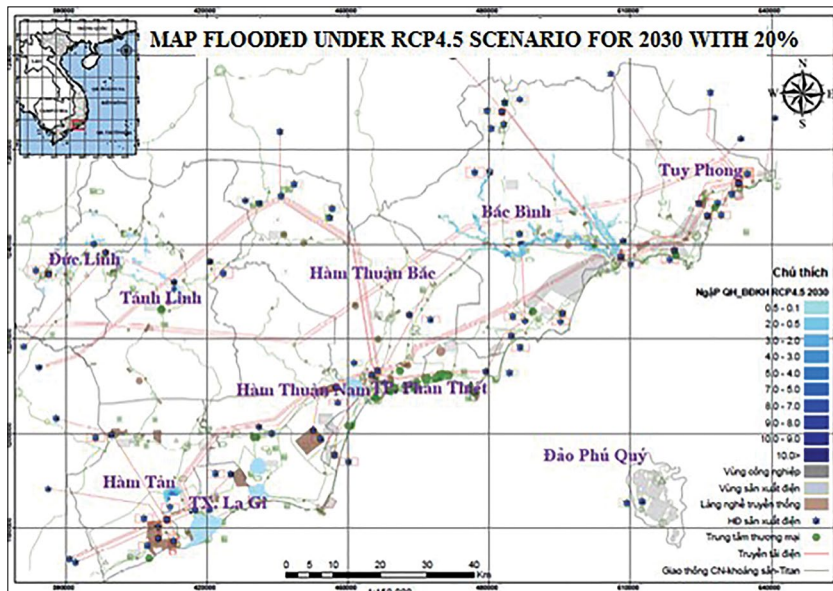 MAP FLOODED UNDER RCP4.5 SCENARIO FOR 2030 WITH 20%
N
W
E
S
Tuy Phong
Bắc Bình
Đức Linh
Hàm Thuận Bắc
Tánh Linh
Hàm Thuận Nam
TP. Phan Thiết
Đảo Phú Quý
Hàm Tân
TX. La Gi
Chú thích
Ngập QH_BĐKH RCP4.5 2030
0.5 - 0.1
2.0 - 0.5
3.0 - 2.0
4.0 - 3.0
5.0 - 4.0
7.0 - 5.0
8.0 - 7.0
9.0 - 8.0
10.0 - 9.0
10.0>
Vùng công nghiệp
Vùng sản xuất điện
Làng nghề truyền thống
HĐ sản xuất điện
Trung tâm thương mại
Truyền tải điện
Giao thông CN-khoáng sản-Titan
0 5 10 20 30 40
Km